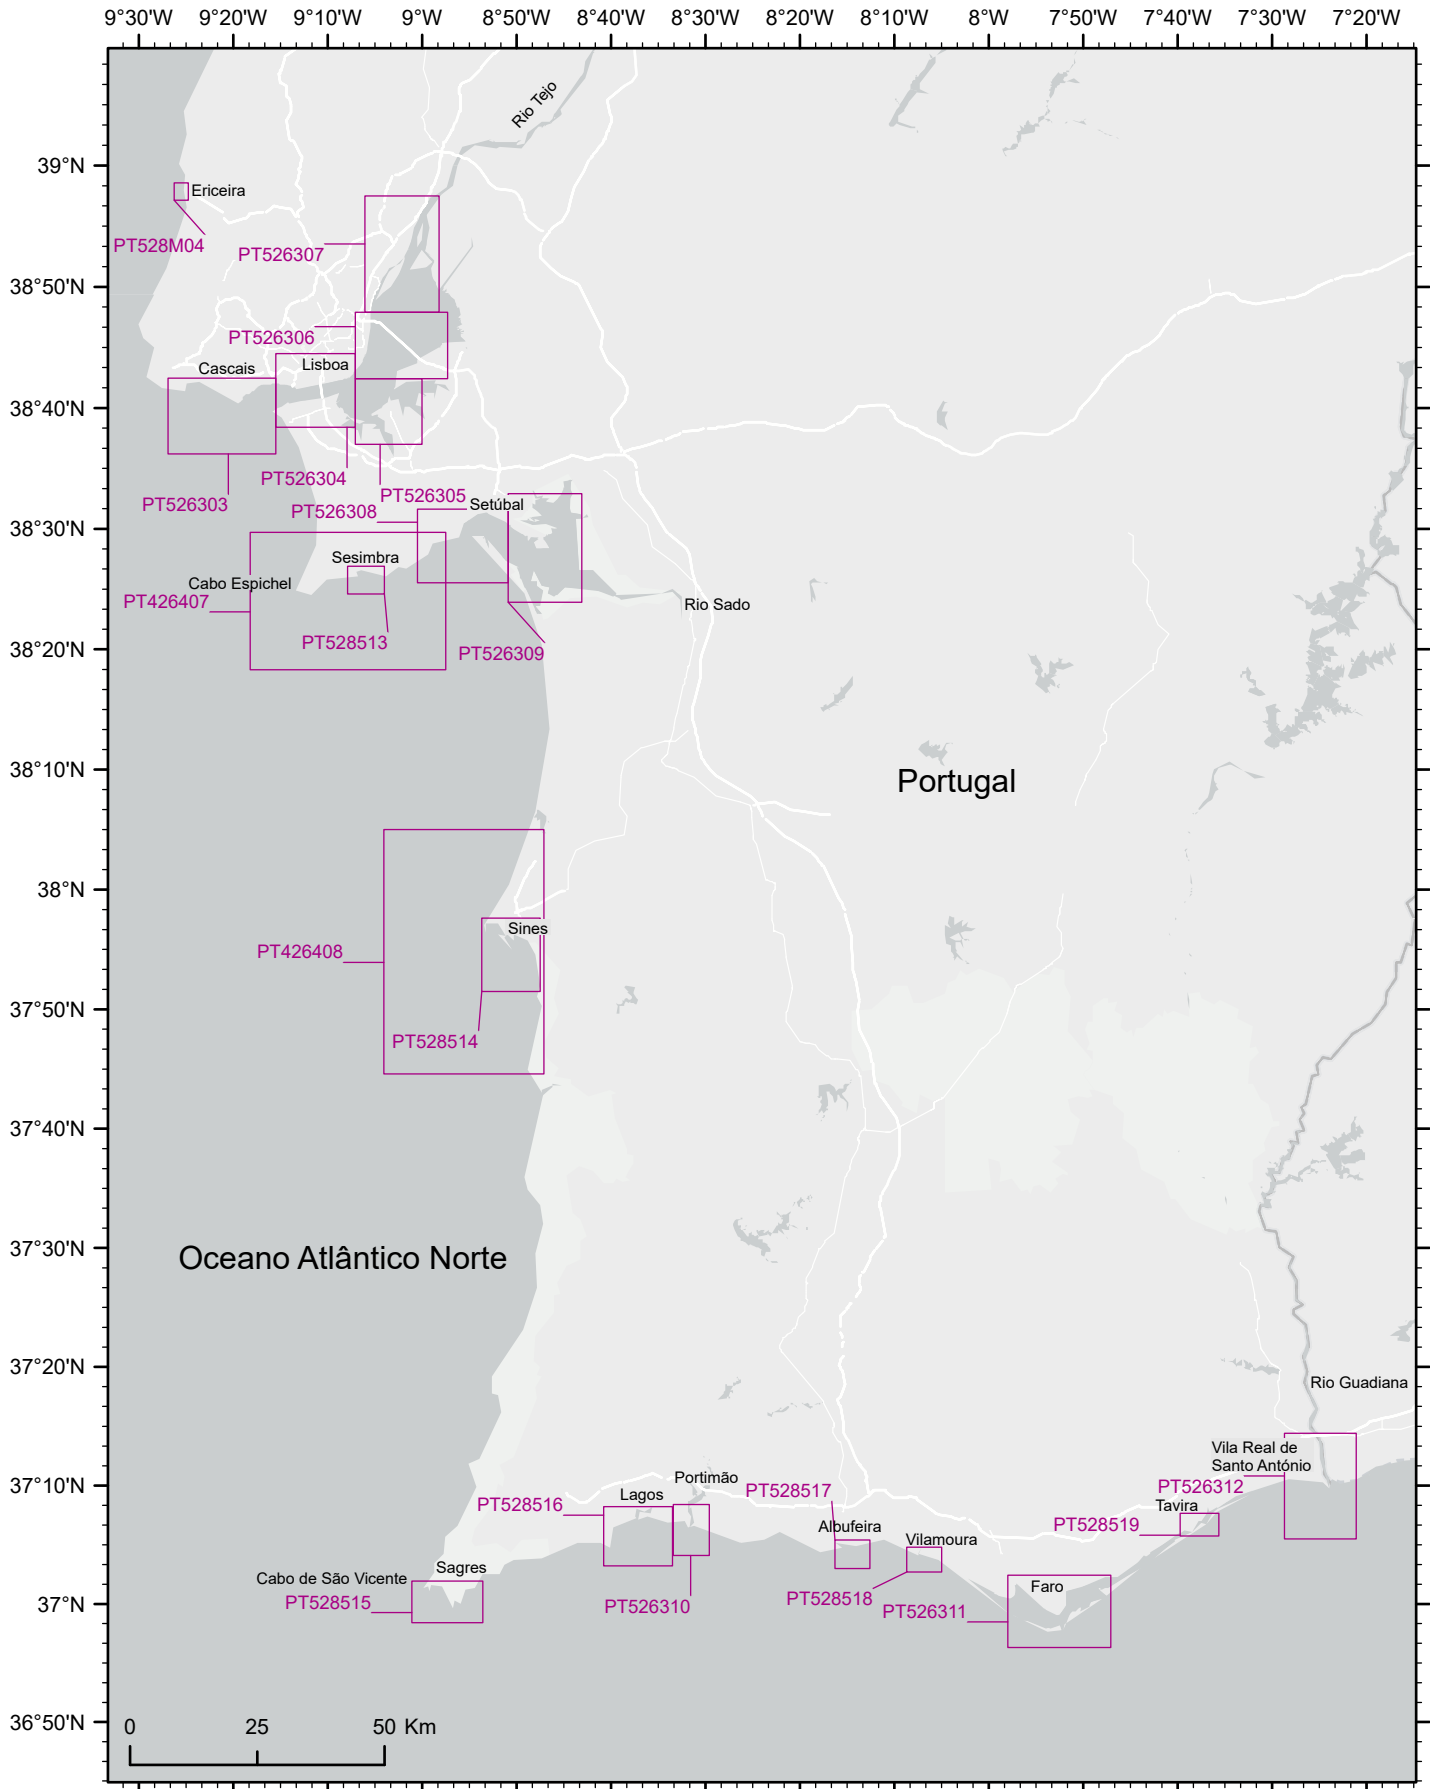 9°30'W 9°20'W 9°10'W 9°W 8°50'W 8°40'W 8°30'W 8°20'W 8°10'W 8°W 7°50'W 7°40'W 7°30'W 7°20'W
Rio Tejo
39°N
Ericeira
PT528M04
PT526307
38°50'N
PT526306
Cascais
Lisboa
38°40'N
PT526304
PT526303
PT526305
Setúbal
PT526308
38°30'N
Sesimbra
Cabo Espichel
PT426407
Rio Sado
PT528513
38°20'N
PT526309
38°10'N
Portugal
38°N
Sines
PT426408
37°50'N
PT528514
37°40'N
37°30'N
Oceano Atlântico Norte
37°20'N
Rio Guadiana
Vila Real de
Santo António
37°10'N
Portimão
PT526312
PT528517
Lagos
PT528516
Tavira
PT528519
Albufeira
Vilamoura
Sagres
Cabo de São Vicente
Faro
PT528515
37°N
PT526310
PT528518
PT526311
36°50'N
0 25 50 Km